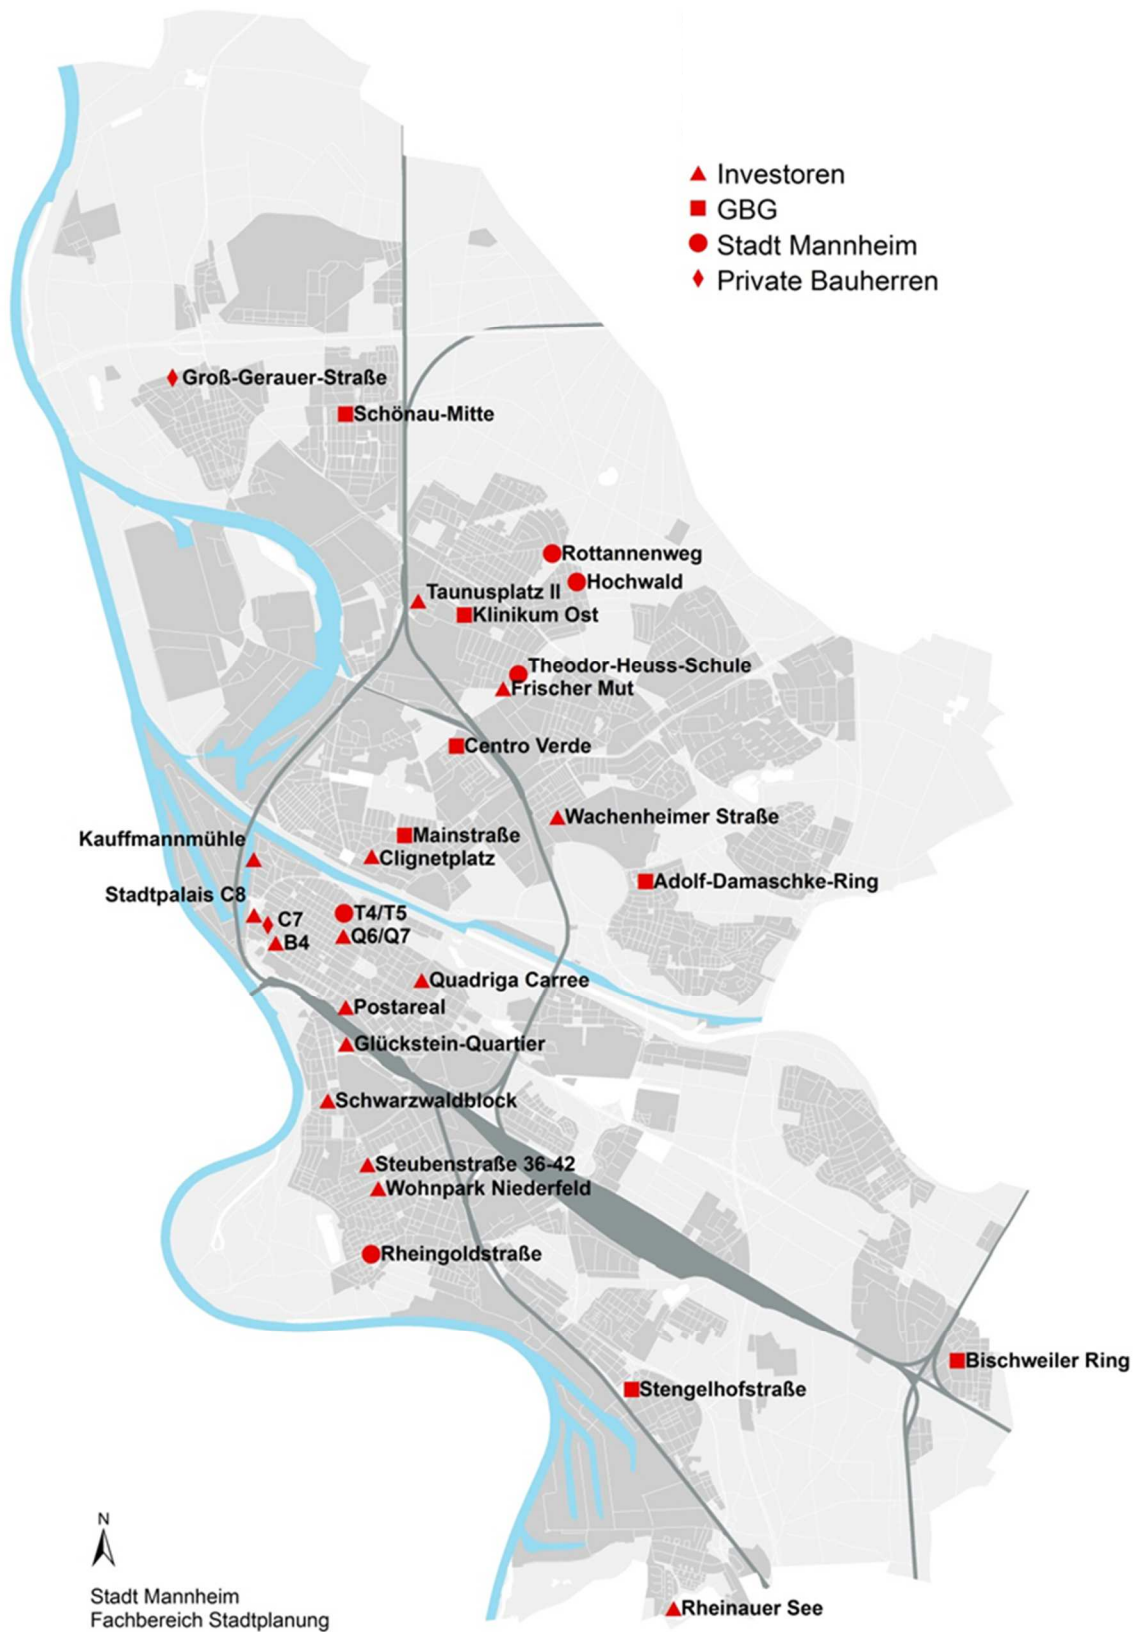 Investoren
GBG
Stadt Mannheim
Private Bauherren
Groß-Gerauer-Straße
Schönau-Mitte
Rottannenweg
Hochwald
Taunusplatz II
Klinikum Ost
Theodor-Heuss-Schule
Frischer Mut
Centro Verde
Wachenheimer Straße
Mainstraße
Kauffmannmühle
Clignetplatz
Adolf-Damaschke-Ring
Stadtpalais C8
T4/T5
C7
Q6/Q7
B4
Quadriga Carree
Postareal
Glückstein-Quartier
Schwarzwaldblock
Steubenstraße 36-42
Wohnpark Niederfeld
Rheingoldstraße
Bischweiler Ring
Stengelhofstraße
N
Stadt Mannheim
Fachbereich Stadtplanung
Rheinauer See